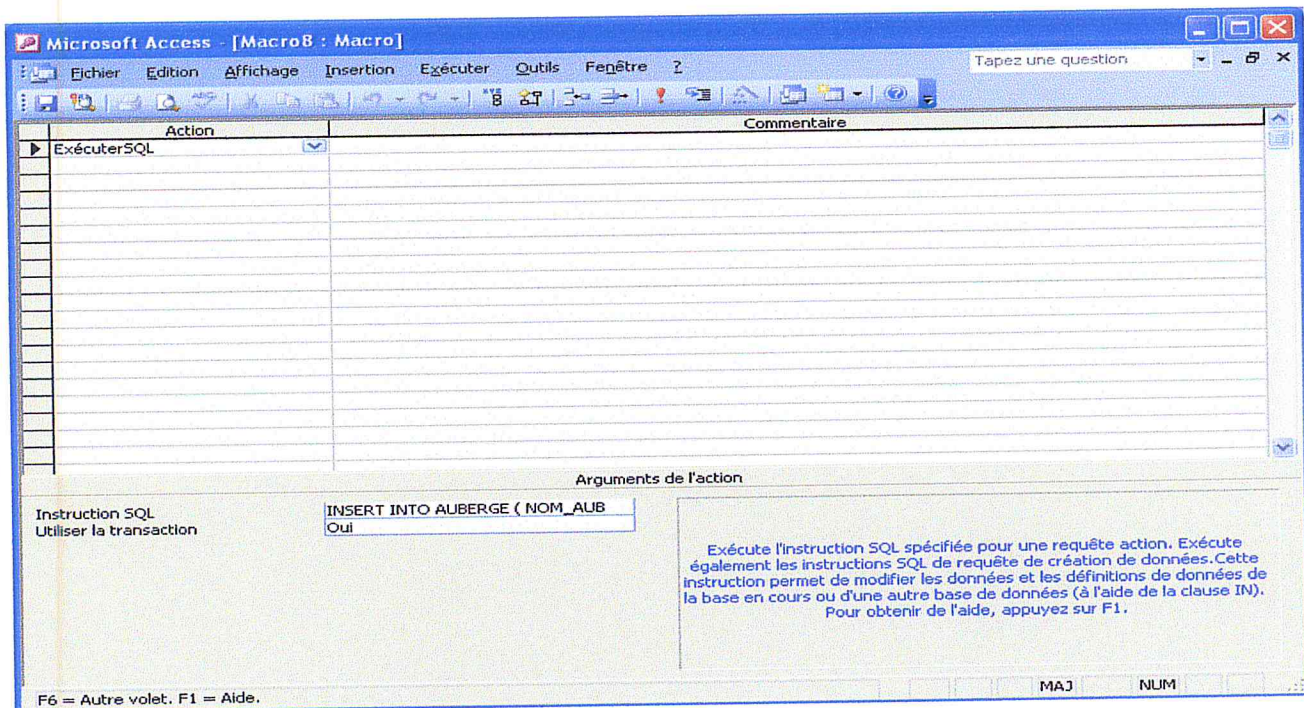 Microsoft Access - [Macro8 : Macro]
Fichier Edition Affichage Insertion Exécuter Outils Fenêtre ? Tapez une question
Action Commentaire
ExécuterSQL
Arguments de l'action
Instruction SQL INSERT INTO AUBERGE ( NOM_AUB
Utiliser la transaction Oui
Exécute l'instruction SQL spécifiée pour une requête action. Exécute
également les instructions SQL de requête de création de données.Cette
instruction permet de modifier les données et les définitions de données de
la base en cours ou d'une autre base de données (à l'aide de la clause IN).
Pour obtenir de l'aide, appuyez sur F1.
F6 = Autre volet. F1 = Aide. MAJ NUM